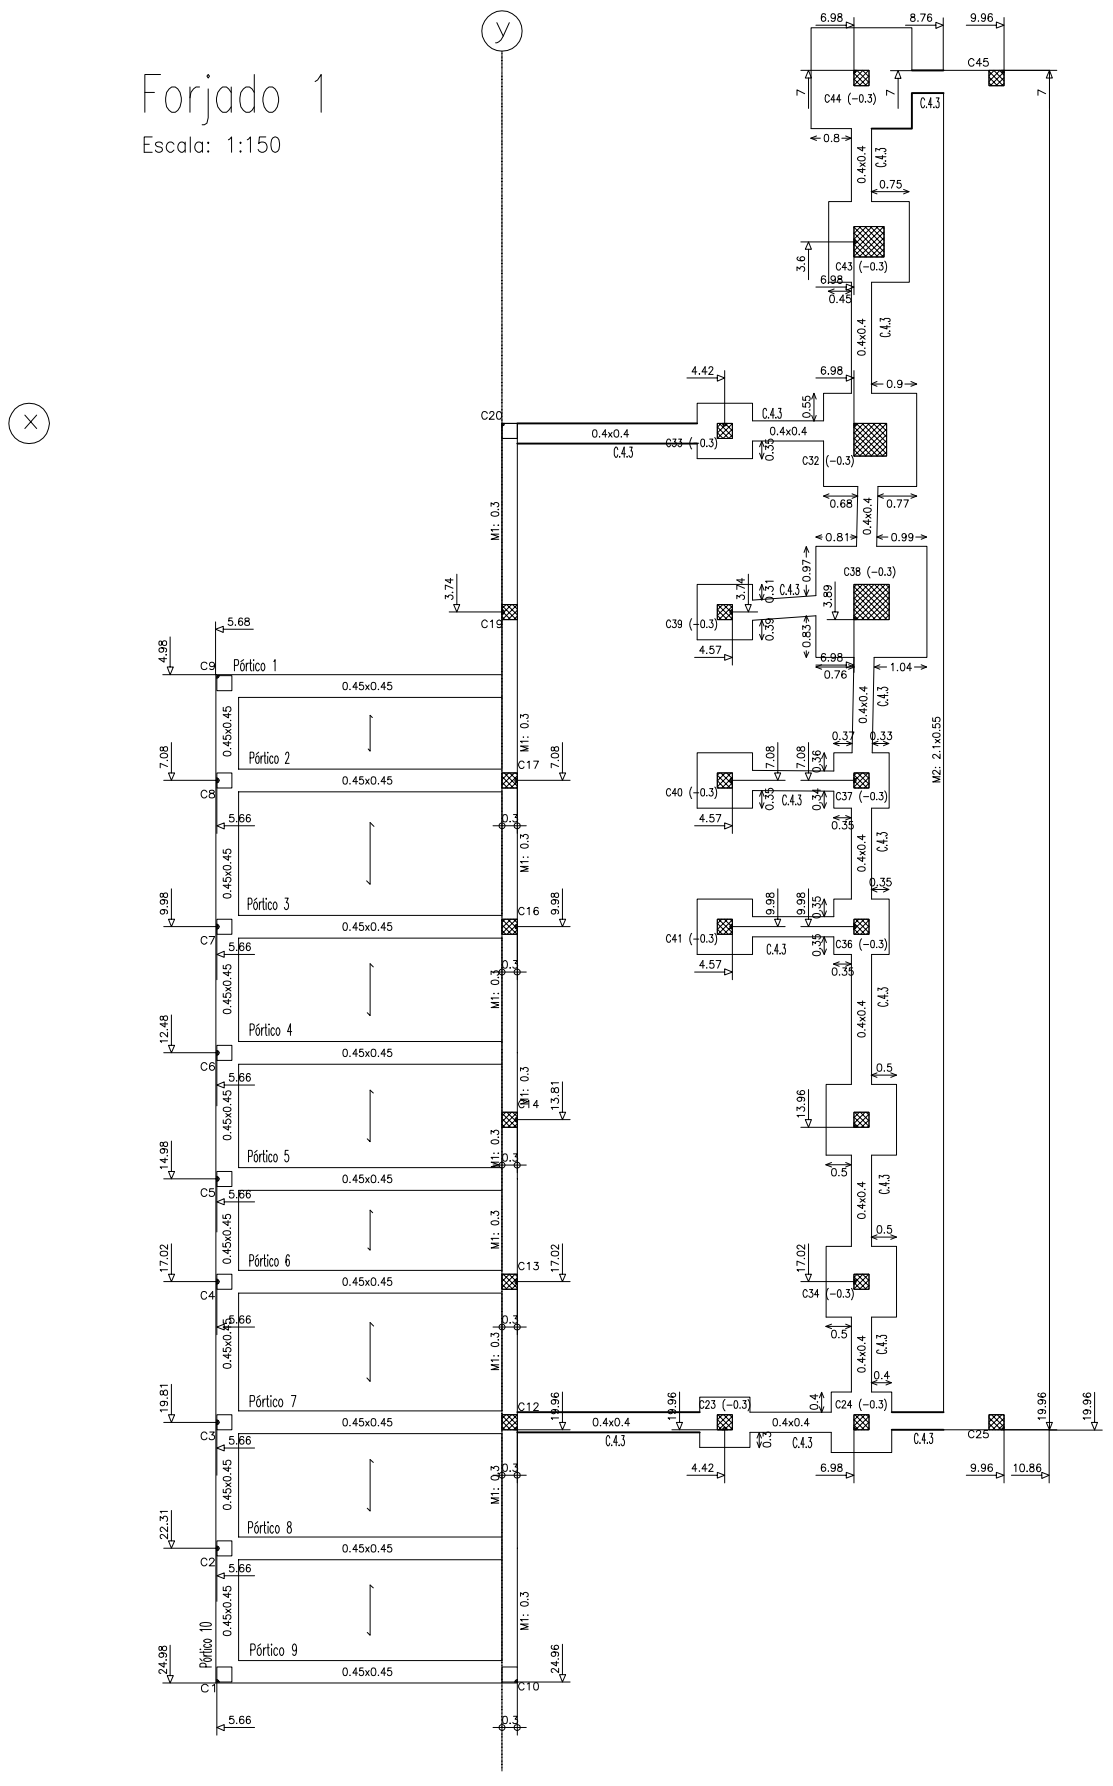 y
6.98
8.76
9.96
C45
Forjado 1
Escala: 1:150
7
7
7
C44 (-0.3)
C.4.3
0.8
0.4x0.4
C.4.3
0.75
3.6
C43 (-0.3)
6.98
0.45
0.4x0.4
C.4.3
4.42
6.98
0.9
x
C20
0.4x0.4
C.4.3
C33 (-0.3)
C.4.3
0.4x0.4
0.55
0.35
C32 (-0.3)
M1: 0.3
0.68
0.77
0.4x0.4
0.81
0.99
3.74
C19
C39 (-0.3)
0.31
3.74
C.4.3
0.97
C38 (-0.3)
3.89
0.39
0.83
4.57
6.98
0.76
1.04
5.68
4.98
C9
Pórtico 1
0.45x0.45
0.45x0.45
M1: 0.3
0.4x0.4
C.4.3
M2: 2.1x0.55
Pórtico 2
0.45x0.45
7.08
C8
C17
7.08
C40 (-0.3)
7.08
7.08
0.37
0.33
0.36
0.35
C.4.3
0.34
C37 (-0.3)
5.66
0.3
4.57
0.35
0.45x0.45
M1: 0.3
0.4x0.4
C.4.3
Pórtico 3
0.45x0.45
9.98
C7
C16
9.98
C41 (-0.3)
9.98
9.98
0.35
0.35
C.4.3
0.35
C36 (-0.3)
5.66
0.3
4.57
0.35
0.45x0.45
M1: 0.3
0.4x0.4
C.4.3
Pórtico 4
0.45x0.45
12.48
C6
5.66
M1: 0.3
C14
13.81
0.5
13.96
0.45x0.45
M1: 0.3
Pórtico 5
0.3
0.5
14.98
0.45x0.45
C5
5.66
0.45x0.45
M1: 0.3
0.4x0.4
C.4.3
Pórtico 6
0.5
17.02
0.45x0.45
C4
C13
17.02
17.02
C34 (-0.3)
5.66
0.3
0.5
0.45x0.45
M1: 0.3
0.4x0.4
C.4.3
Pórtico 7
0.4
19.81
0.45x0.45
C3
C12
19.96
0.4x0.4
C.4.3
19.96
C23 (-0.3)
0.4x0.4
0.3
C.4.3
0.4
C24 (-0.3)
C.4.3
C25
19.96
19.96
5.66
0.3
4.42
6.98
9.96
10.86
0.45x0.45
M1: 0.3
Pórtico 8
22.31
0.45x0.45
C2
5.66
0.45x0.45
M1: 0.3
Pórtico 10
Pórtico 9
24.98
0.45x0.45
C1
C10
24.96
5.66
0.3